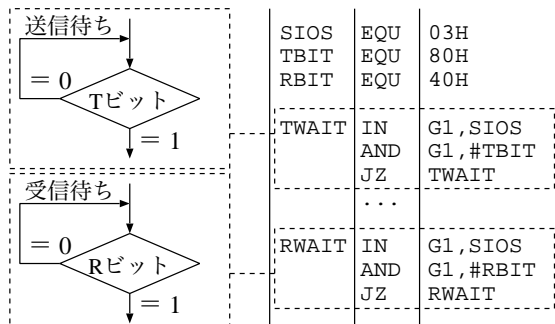 送信待ち
= 0
Tビット
= 1
受信待ち
= 0
Rビット
= 1
SIOS EQU 03H
TBIT EQU 80H
RBIT EQU 40H
TWAIT IN G1,SIOS
AND G1,#TBIT
JZ TWAIT
...
RWAIT IN G1,SIOS
AND G1,#RBIT
JZ RWAIT